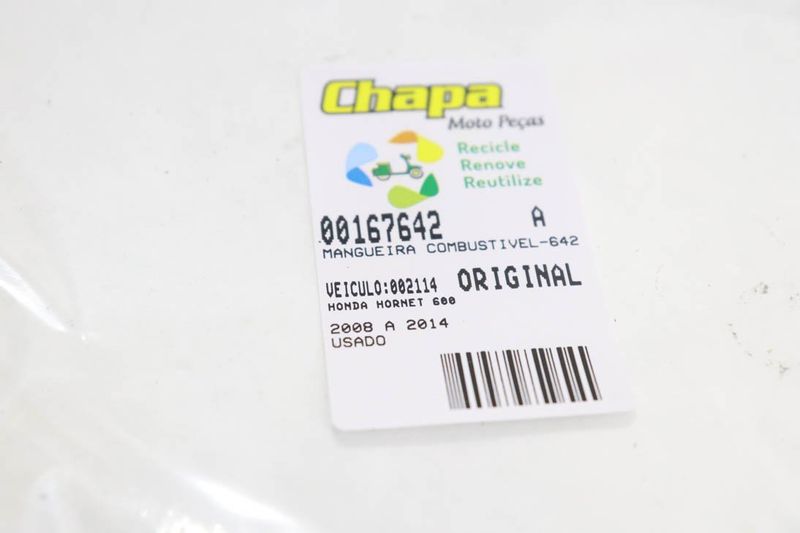 Chapa
Moto Peças
Recicle
Renove
Reutilize
00167642 A
MANGUEIRA COMBUSTIVEL-642
VEICULO:002114 ORIGINAL
HONDA HORNET 600
2008 A 2014
USADO